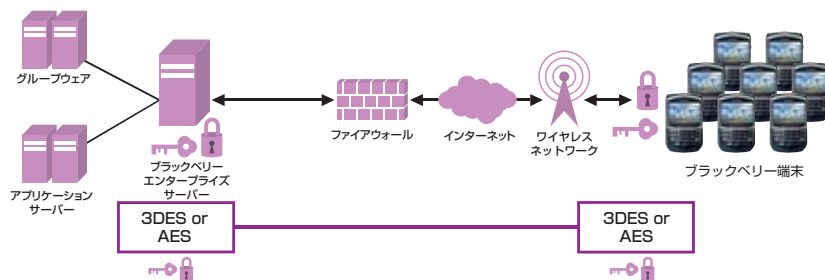 グループウェア
アプリケーション
サーバー
ブラックベリー
エンタープライズ
サーバー
ファイアウォール
インターネット
ワイヤレス
ネットワーク
ブラックベリー端末
3DES or
AES
3DES or
AES